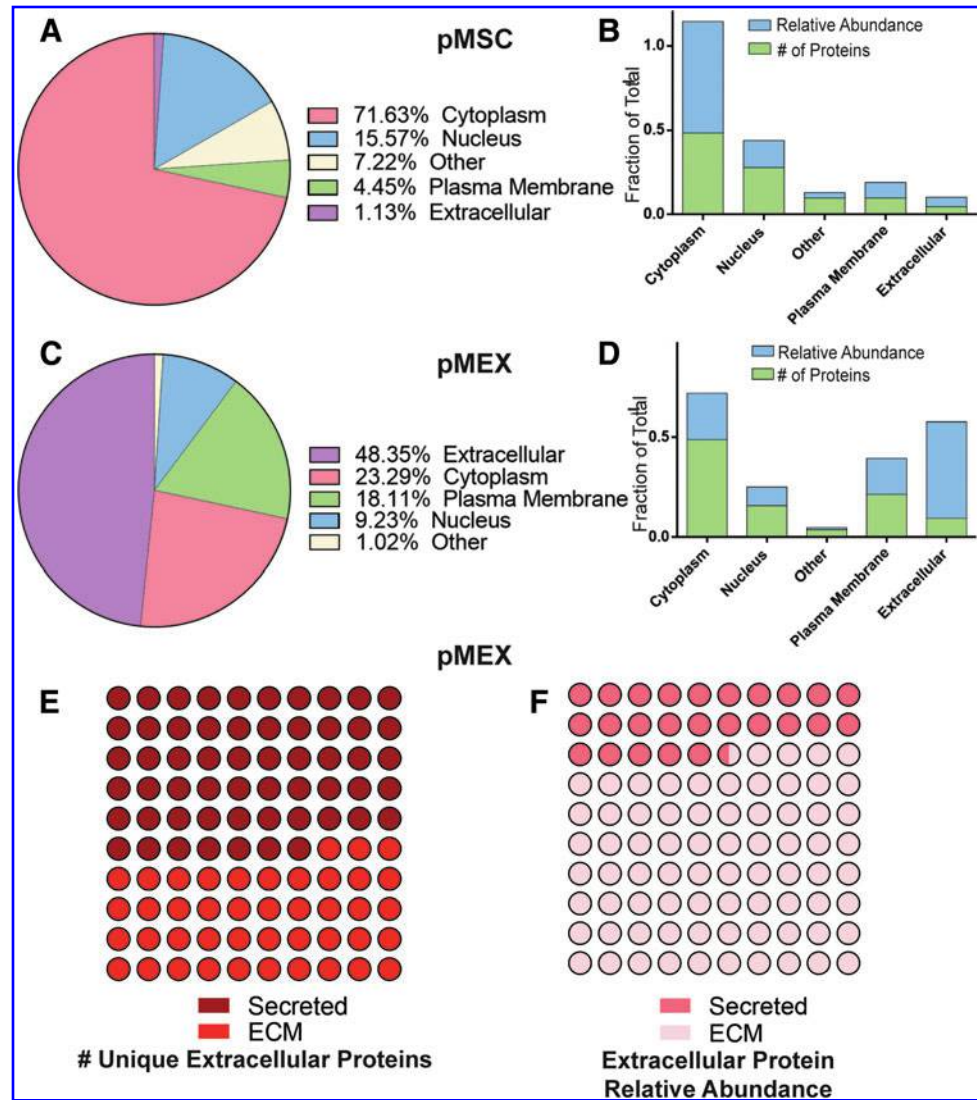 A
pMSC
71.63% Cytoplasm
15.57% Nucleus
7.22% Other
4.45% Plasma Membrane
1.13% Extracellular
B
Relative Abundance
# of Proteins
Fraction of Total
1.0
0.5
0.0
Cytoplasm
Nucleus
Other
Plasma Membrane
Extracellular
C
pMEX
48.35% Extracellular
23.29% Cytoplasm
18.11% Plasma Membrane
9.23% Nucleus
1.02% Other
D
Relative Abundance
# of Proteins
Fraction of Total
0.5
0.0
Cytoplasm
Nucleus
Other
Plasma Membrane
Extracellular
pMEX
E
Secreted
ECM
# Unique Extracellular Proteins
F
Secreted
ECM
Extracellular Protein
Relative Abundance